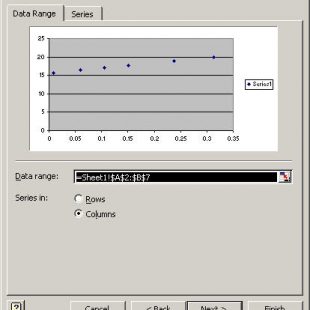 Data Range Series
25
20
15
10
5
0
0 0.05 0.1 0.15 0.2 0.25 0.3 0.35
Series1
Data range: =Sheet1!$A$2:$B$7
Series in: Rows
Columns
Cancel < Back Next > Finish